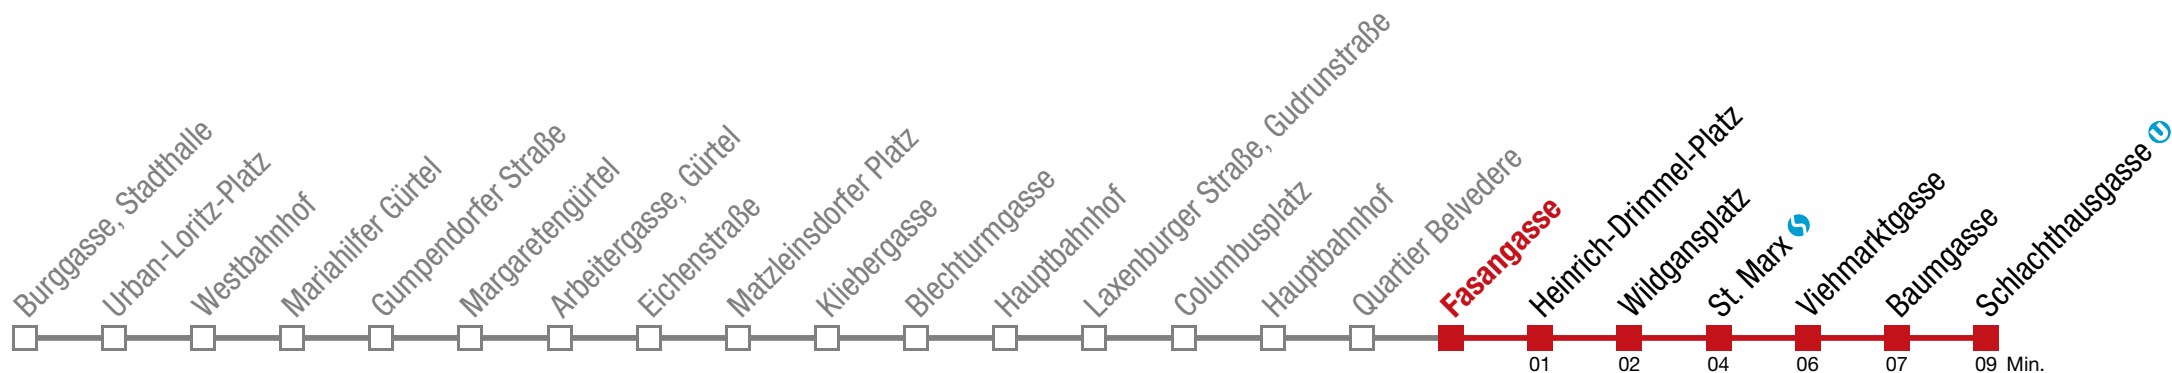 Burggasse, Stadthalle
Urban-Loritz-Platz
Westbahnhof
Mariahilfer Gürtel
Gumpendorfer Straße
Margaretengürtel
Arbeitergasse, Gürtel
Eichenstraße
Matzleinsdorfer Platz
Kliebergasse
Blechturmgasse
Hauptbahnhof
Laxenburger Straße, Gudrunstraße
Columbusplatz
Hauptbahnhof
Quartier Belvedere
Fasangasse
Heinrich-Drimmel-Platz
Wildgansplatz
St. Marx S
Viehmarktgasse
Baumgasse
Schlachthausgasse U
01 02 04 06 07 09 Min.